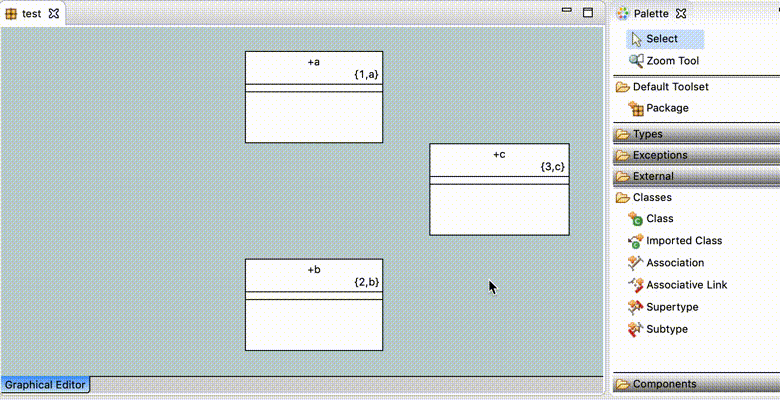 test
+a
{1,a}
+c
{3,c}
+b
{2,b}
Graphical Editor
Palette
Select
Zoom Tool
Default Toolset
Package
Types
Exceptions
External
Classes
Class
Imported Class
Association
Associative Link
Supertype
Subtype
Components